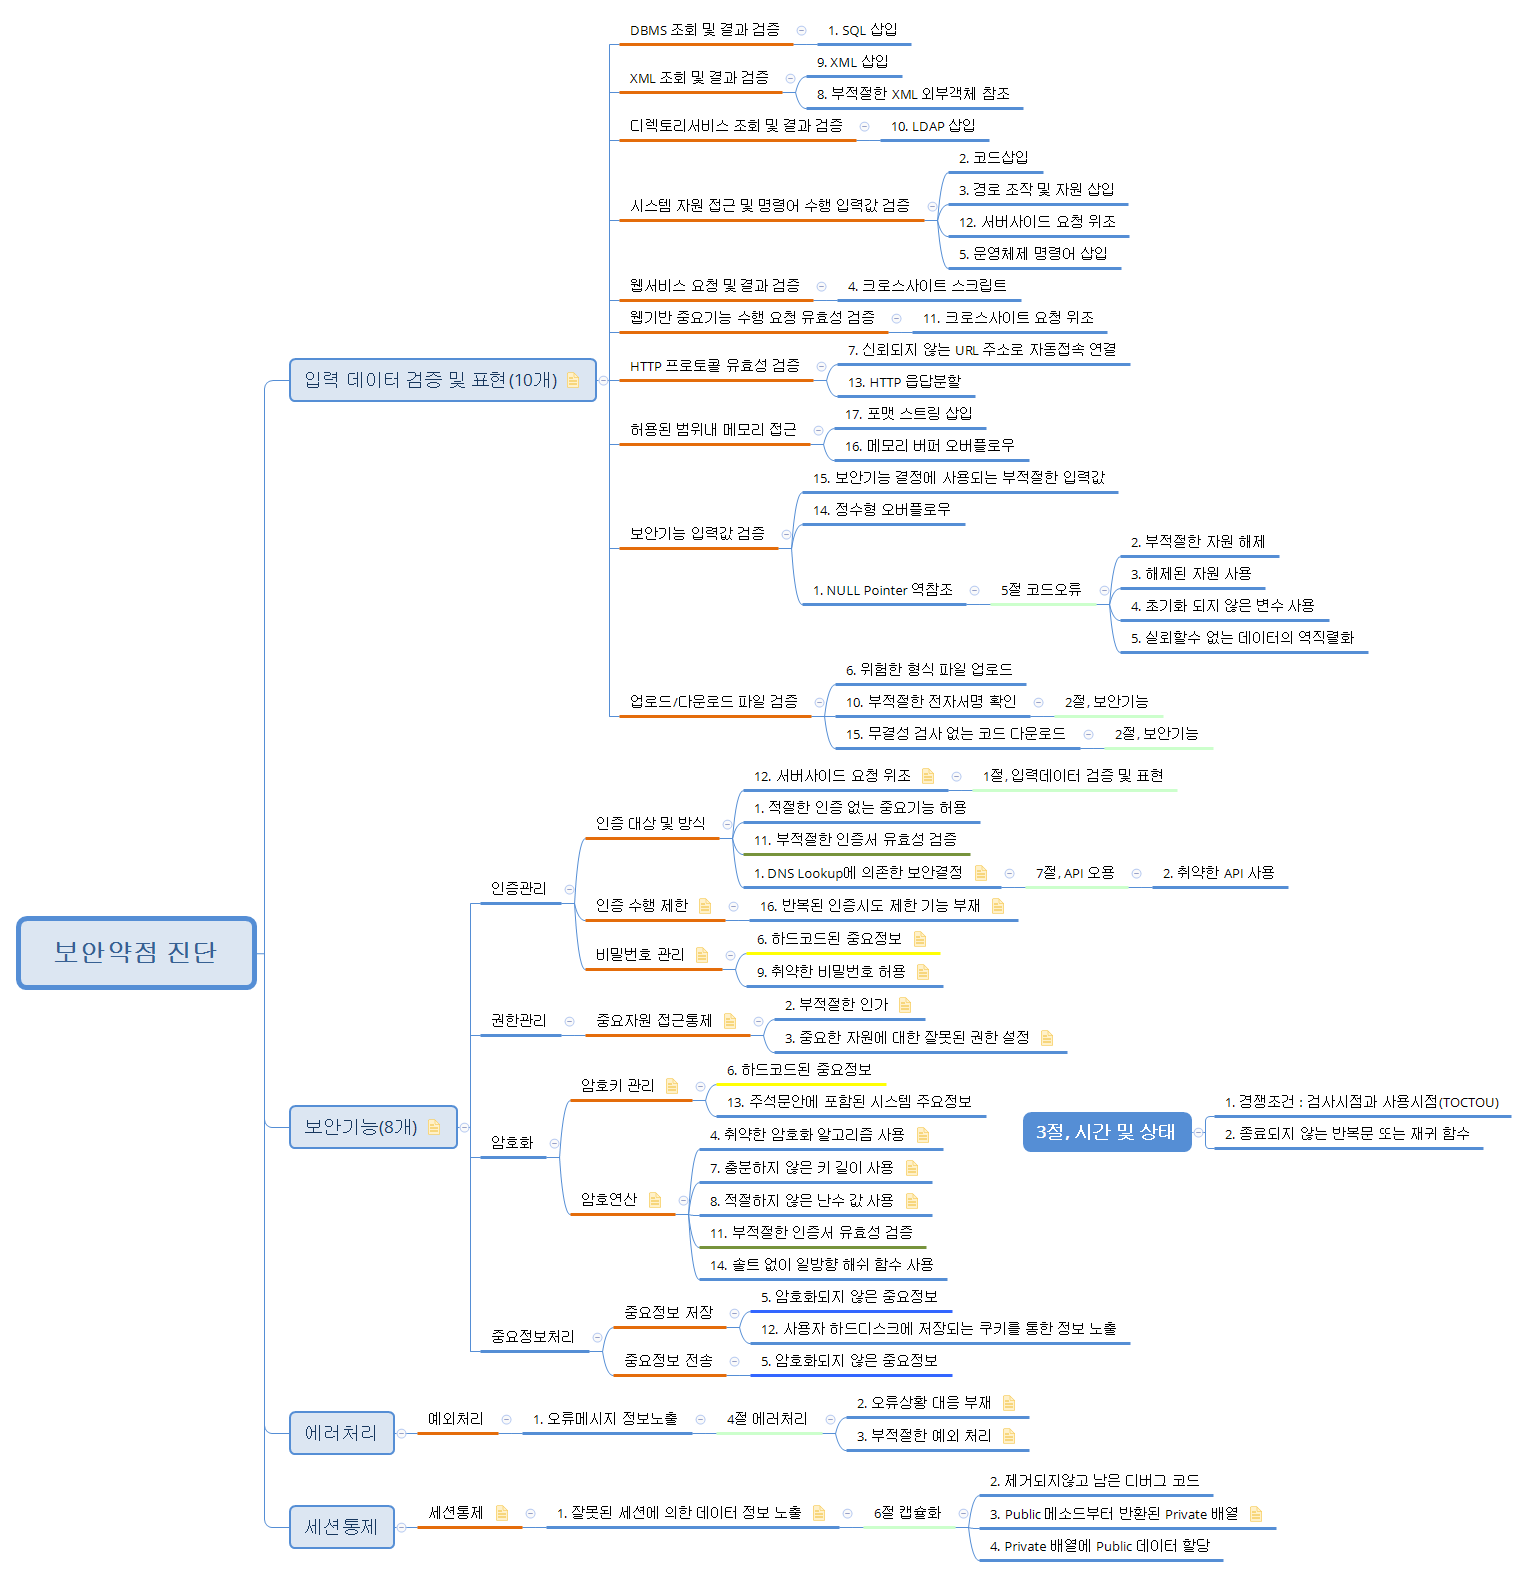 보안약점 진단
입력 데이터 검증 및 표현(10개)
DBMS 조회 및 결과 검증
1. SQL 삽입
XML 조회 및 결과 검증
9. XML 삽입
8. 부적절한 XML 외부객체 참조
디렉토리서비스 조회 및 결과 검증
10. LDAP 삽입
시스템 자원 접근 및 명령어 수행 입력값 검증
2. 코드삽입
3. 경로 조작 및 자원 삽입
12. 서버사이드 요청 위조
5. 운영체제 명령어 삽입
웹서비스 요청 및 결과 검증
4. 크로스사이트 스크립트
웹기반 중요기능 수행 요청 유효성 검증
11. 크로스사이트 요청 위조
HTTP 프로토콜 유효성 검증
7. 신뢰되지 않는 URL 주소로 자동접속 연결
13. HTTP 응답분할
허용된 범위내 메모리 접근
17. 포맷 스트링 삽입
16. 메모리 버퍼 오버플로우
보안기능 입력값 검증
15. 보안기능 결정에 사용되는 부적절한 입력값
14. 정수형 오버플로우
1. NULL Pointer 역참조
5절 코드오류
2. 부적절한 자원 해제
3. 해제된 자원 사용
4. 초기화 되지 않은 변수 사용
5. 실뢰할수 없는 데이터의 역직렬화
업로드/다운로드 파일 검증
6. 위험한 형식 파일 업로드
10. 부적절한 전자서명 확인
2절, 보안기능
15. 무결성 검사 없는 코드 다운로드
2절, 보안기능
보안기능(8개)
인증관리
인증 대상 및 방식
12. 서버사이드 요청 위조
1절, 입력데이터 검증 및 표현
1. 적절한 인증 없는 중요기능 허용
11. 부적절한 인증서 유효성 검증
1. DNS Lookup에 의존한 보안결정
7절, API 오용
2. 취약한 API 사용
인증 수행 제한
16. 반복된 인증시도 제한 기능 부재
비밀번호 관리
6. 하드코드된 중요정보
9. 취약한 비밀번호 허용
권한관리
중요자원 접근통제
2. 부적절한 인가
3. 중요한 자원에 대한 잘못된 권한 설정
암호화
암호키 관리
6. 하드코드된 중요정보
13. 주석문안에 포함된 시스템 주요정보
암호연산
4. 취약한 암호화 알고리즘 사용
7. 충분하지 않은 키 길이 사용
8. 적절하지 않은 난수 값 사용
11. 부적절한 인증서 유효성 검증
14. 솔트 없이 일방향 해쉬 함수 사용
중요정보처리
중요정보 저장
5. 암호화되지 않은 중요정보
12. 사용자 하드디스크에 저장되는 쿠키를 통한 정보 노출
중요정보 전송
5. 암호화되지 않은 중요정보
3절, 시간 및 상태
1. 경쟁조건 : 검사시점과 사용시점(TOCTOU)
2. 종료되지 않는 반복문 또는 재귀 함수
에러처리
예외처리
1. 오류메시지 정보노출
4절 에러처리
2. 오류상황 대응 부재
3. 부적절한 예외 처리
세션통제
세션통제
1. 잘못된 세션에 의한 데이터 정보 노출
6절 캡슐화
2. 제거되지않고 남은 디버그 코드
3. Public 메소드부터 반환된 Private 배열
4. Private 배열에 Public 데이터 할당